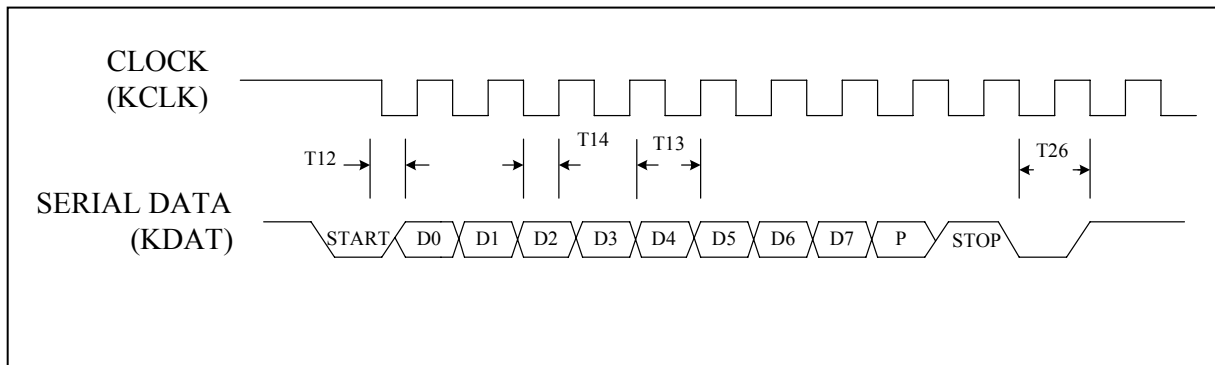 CLOCK
(KCLK)
T12
T14
T13
T26
SERIAL DATA
(KDAT)
START D0 D1 D2 D3 D4 D5 D6 D7 P STOP